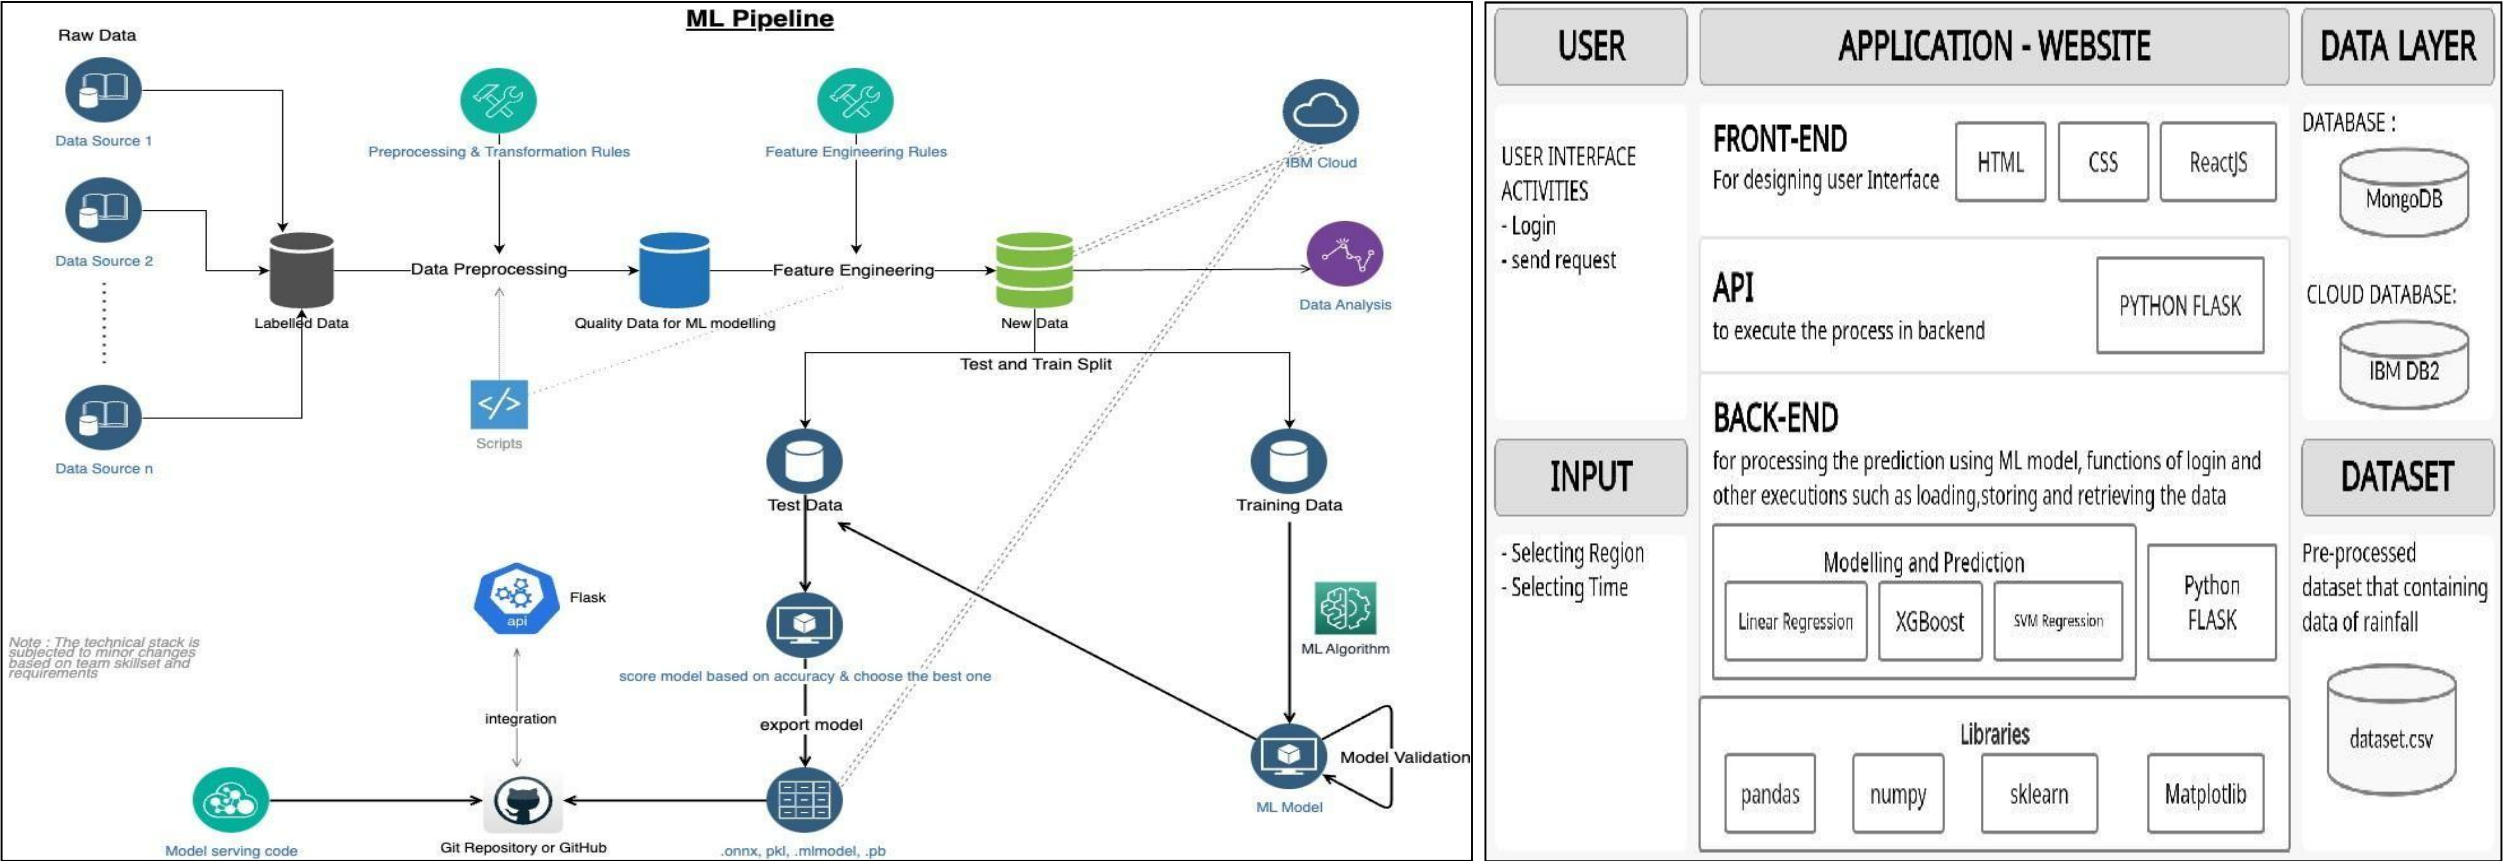 ML Pipeline
Raw Data
Data Source 1
Preprocessing & Transformation Rules
Feature Engineering Rules
IBM Cloud
Data Source 2
Data Preprocessing
Feature Engineering
Labelled Data
Quality Data for ML modelling
New Data
Data Analysis
Test and Train Split
</>
Scripts
Data Source n
Test Data
Training Data
api
Flask
ML Algorithm
Note : The technical stack is
subjected to minor changes
based on team skillset and
requirements
score model based on accuracy & choose the best one
integration
export model
Model Validation
ML Model
Model serving code
Git Repository or GitHub
.onnx, pkl, .mlmodel, .pb
USER
USER INTERFACE
ACTIVITIES
- Login
- send request
INPUT
- Selecting Region
- Selecting Time
APPLICATION - WEBSITE
FRONT-END
For designing user Interface
HTML
CSS
ReactJS
API
to execute the process in backend
PYTHON FLASK
BACK-END
for processing the prediction using ML model, functions of login and
other executions such as loading,storing and retrieving the data
Modelling and Prediction
Linear Regression
XGBoost
SVM Regression
Python
FLASK
Libraries
pandas
numpy
sklearn
Matplotlib
DATA LAYER
DATABASE :
MongoDB
CLOUD DATABASE:
IBM DB2
DATASET
Pre-processed
dataset that containing
data of rainfall
dataset.csv